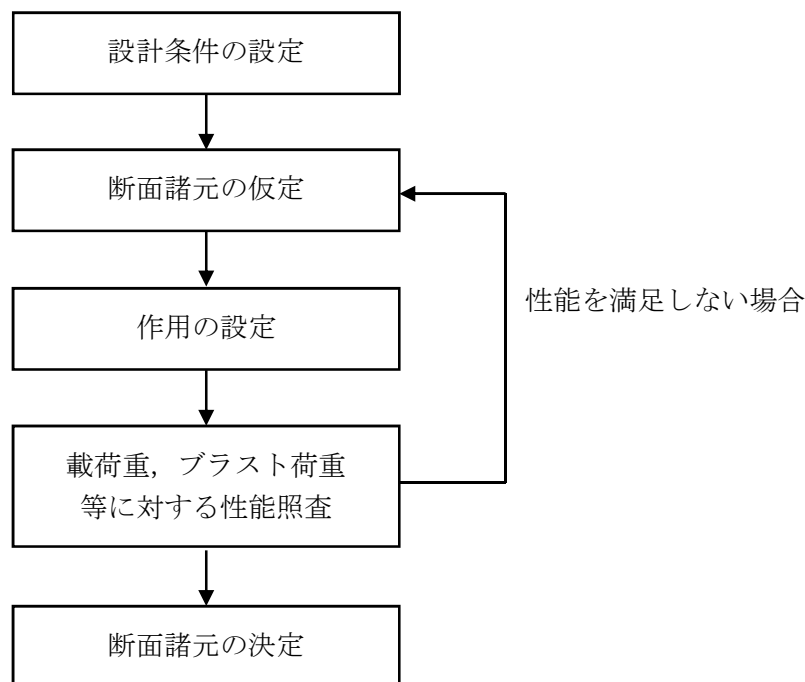 設計条件の設定
断面諸元の仮定
性能を満足しない場合
作用の設定
載荷重，ブラスト荷重
等に対する性能照査
断面諸元の決定